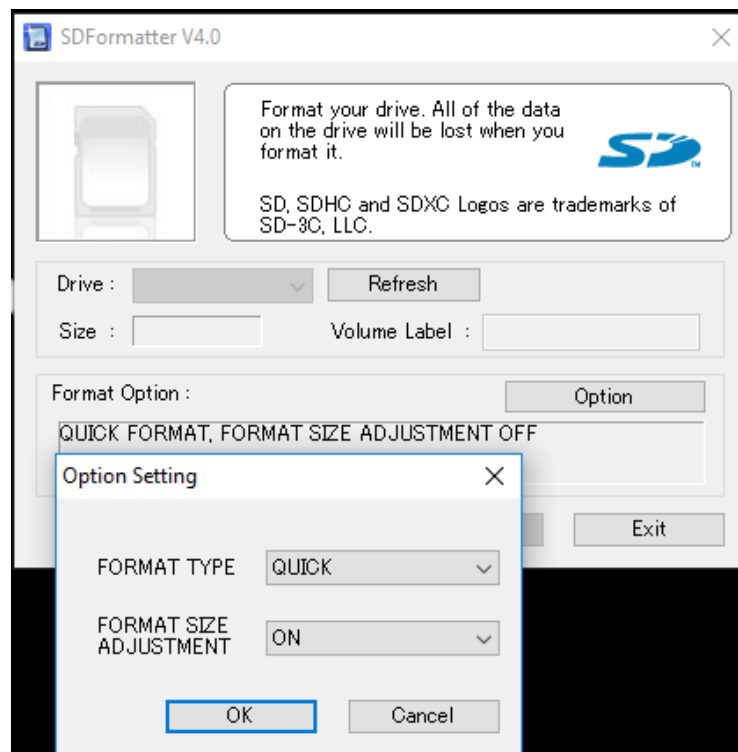 SDFormatter V4.0
Format your drive. All of the data
on the drive will be lost when you
format it.
SD
TM
SD, SDHC and SDXC Logos are trademarks of
SD-3C, LLC.
Drive :
Refresh
Size :
Volume Label :
Format Option :
Option
QUICK FORMAT, FORMAT SIZE ADJUSTMENT OFF
Option Setting
Exit
FORMAT TYPE
QUICK
FORMAT SIZE
ADJUSTMENT
ON
OK
Cancel